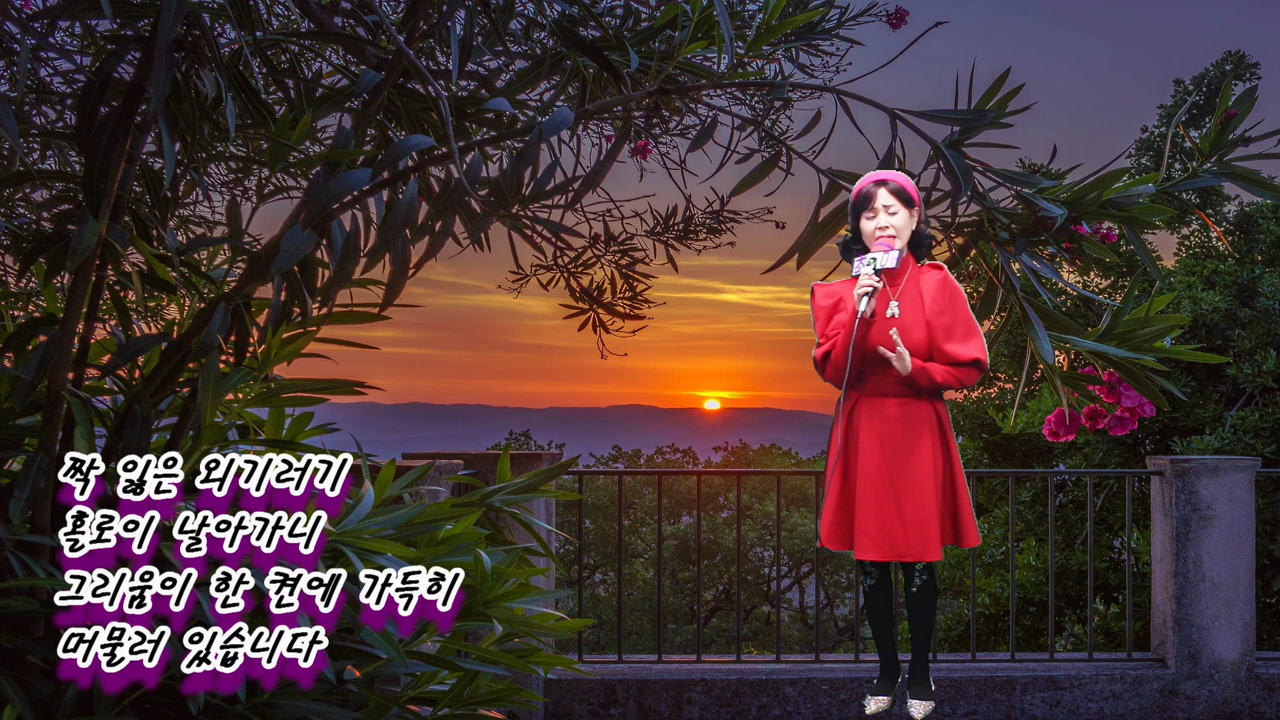 짝 잃은 외기러기
홀로이 날아가니
그리움이 한 켠에 가득히
머물러 있습니다